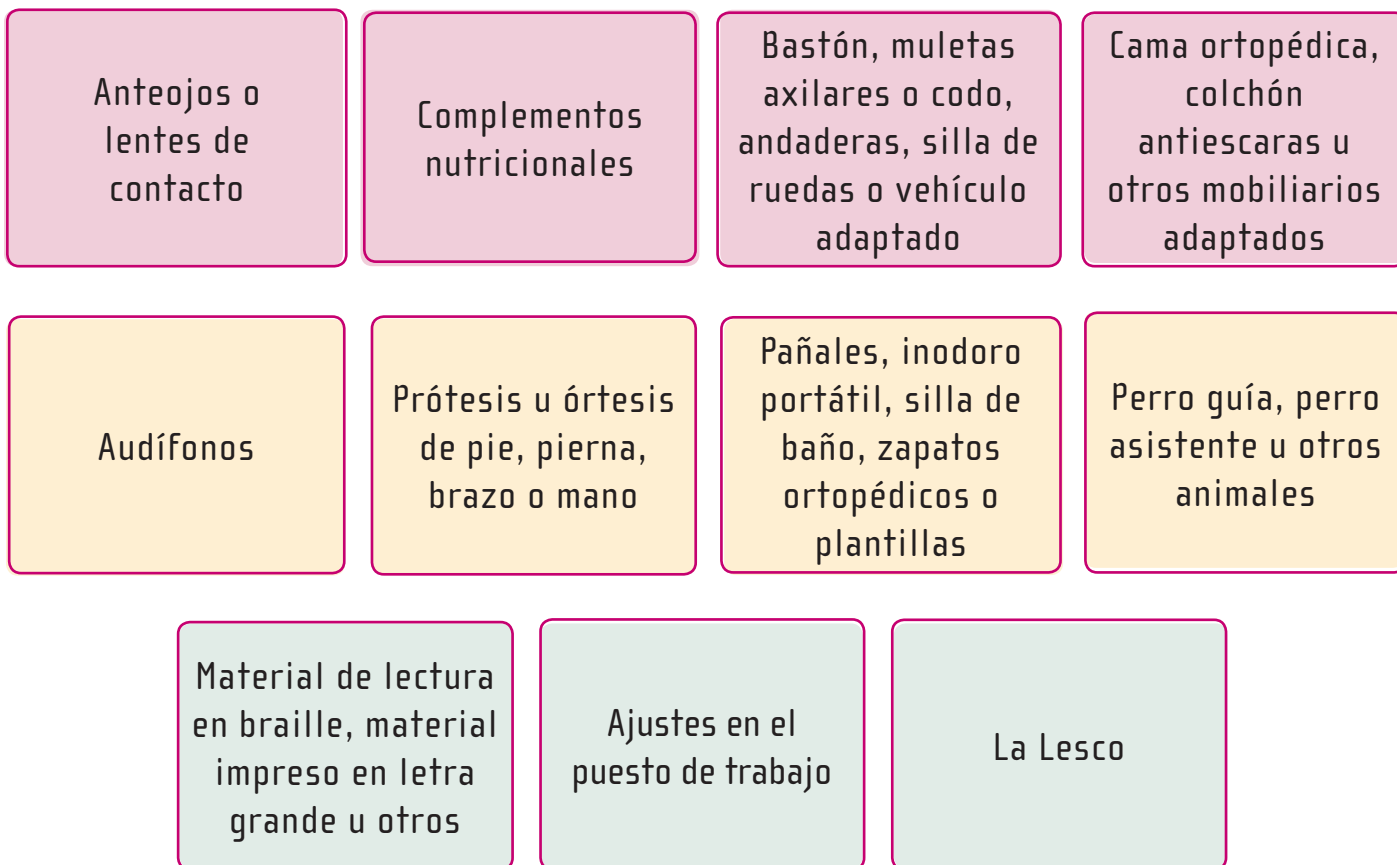 Anteojos o
lentes de
contacto
Complementos
nutricionales
Bastón, muletas
axilares o codo,
andaderas, silla de
ruedas o vehículo
adaptado
Cama ortopédica,
colchón
antiescaras u
otros mobiliarios
adaptados
Audífonos
Prótesis u órtesis
de pie, pierna,
brazo o mano
Pañales, inodoro
portátil, silla de
baño, zapatos
ortopédicos o
plantillas
Perro guía, perro
asistente u otros
animales
Material de lectura
en braille, material
impreso en letra
grande u otros
Ajustes en el
puesto de trabajo
La Lesco